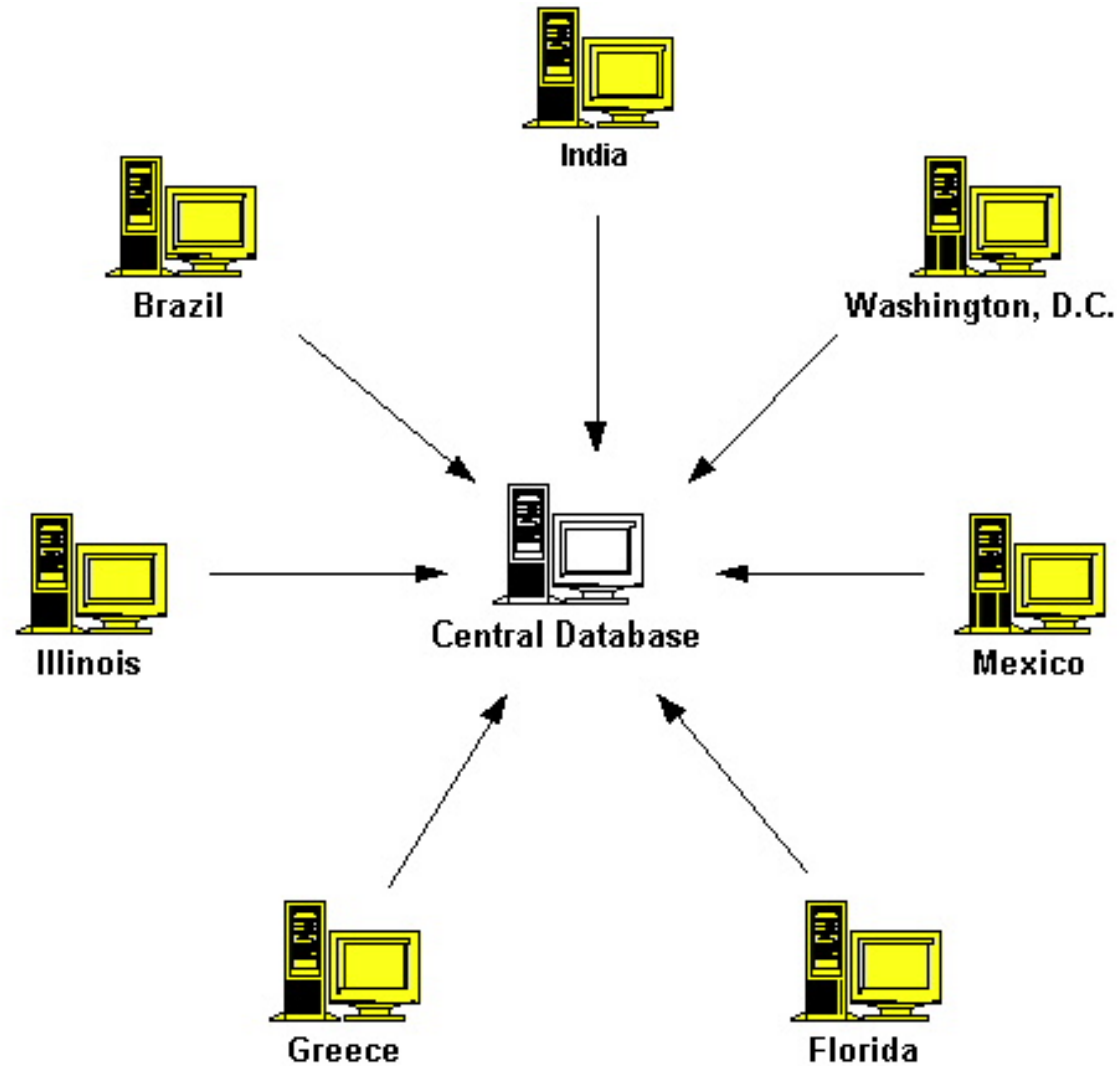 India
Brazil
Washington, D.C.
Illinois
Central Database
Mexico
Greece
Florida